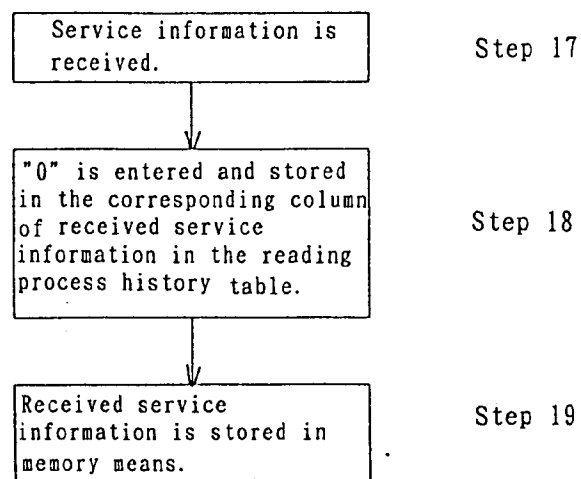 Service information is
received.
Step 17
"0" is entered and stored
in the corresponding column
of received service
information in the reading
process history table.
Step 18
Received service
information is stored in
memory means.
Step 19